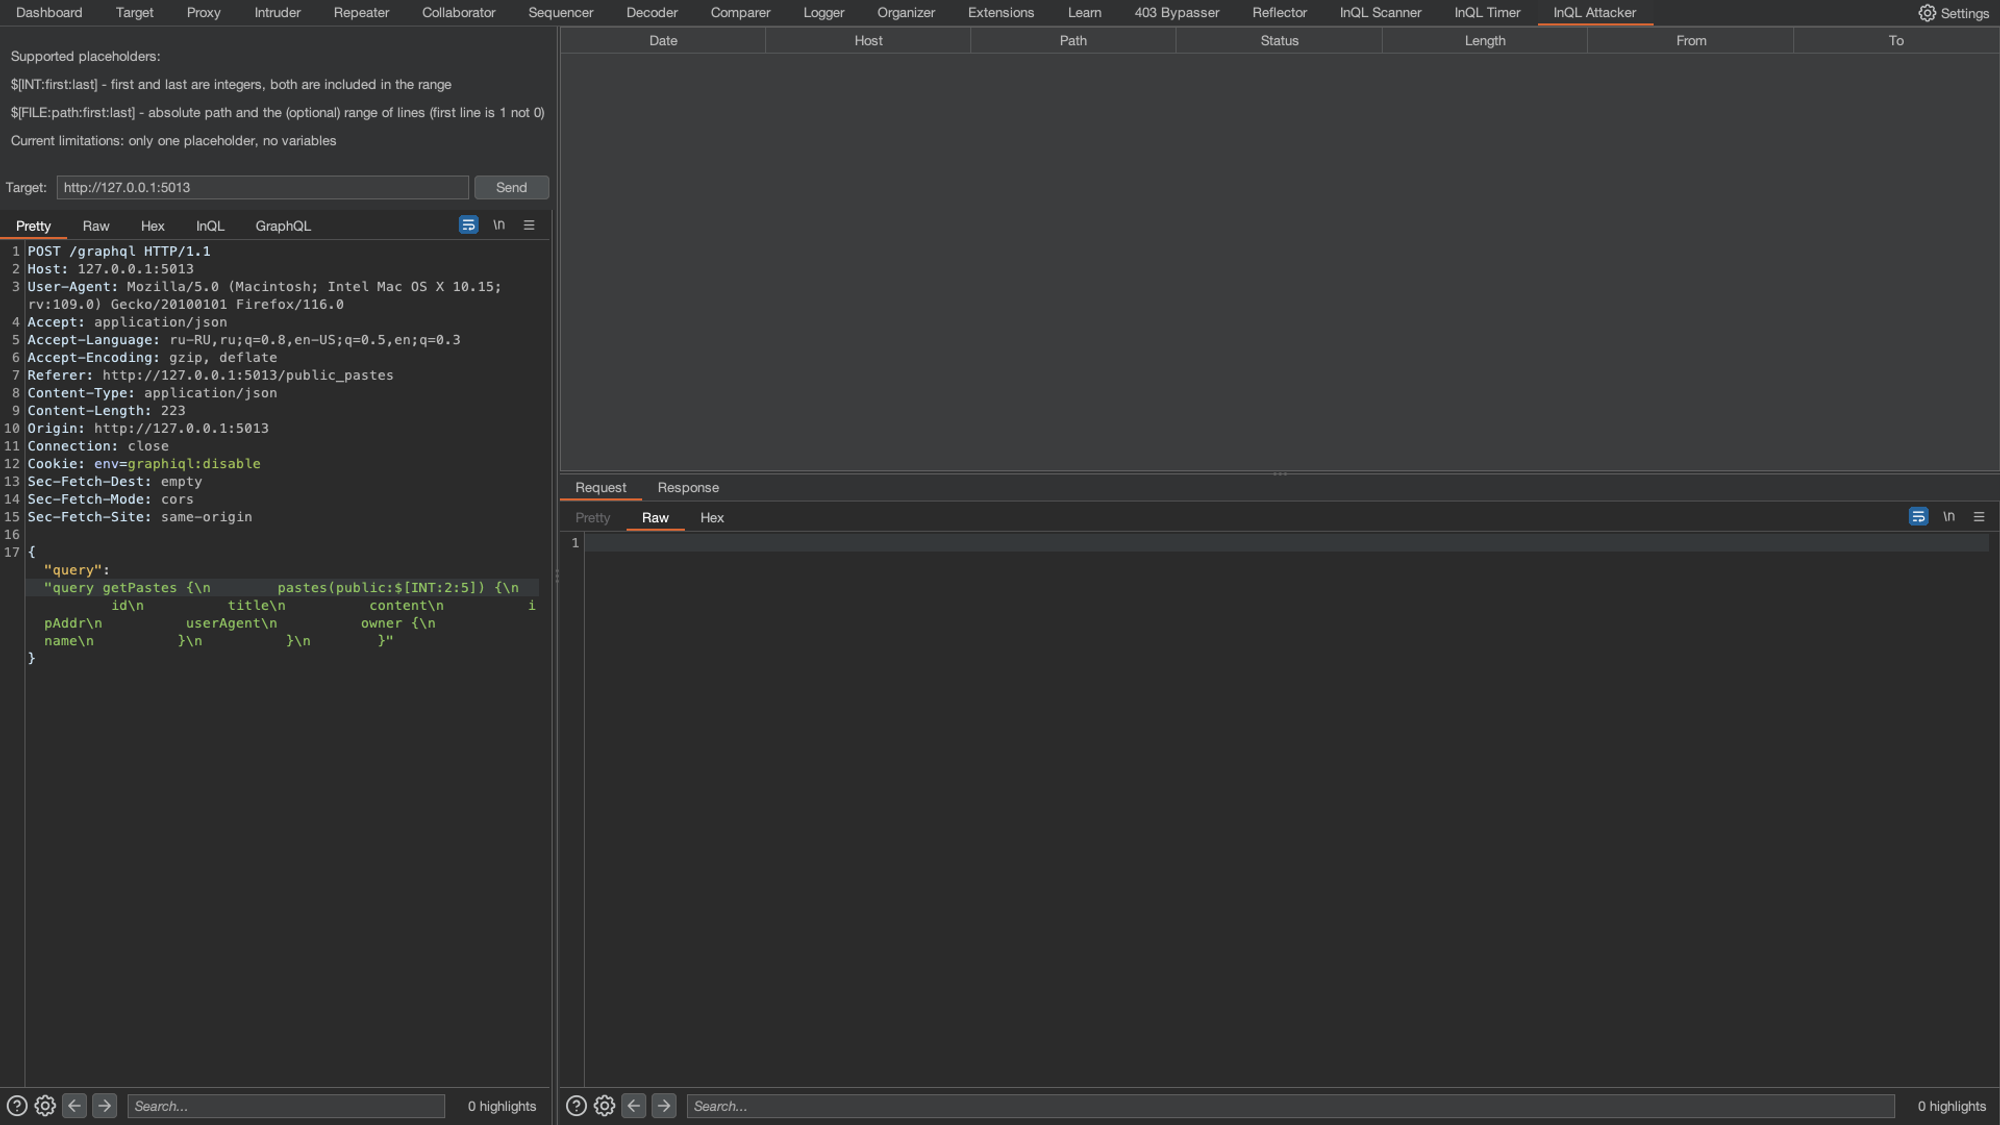 Dashboard Target Proxy Intruder Repeater Collaborator Sequencer Decoder Comparer Logger Organizer Extensions Learn 403 Bypasser Reflector InQL Scanner InQL Timer InQL Attacker Settings
Supported placeholders:
$[INT:first:last] - first and last are integers, both are included in the range
$[FILE:path:first:last] - absolute path and the (optional) range of lines (first line is 1 not 0)
Current limitations: only one placeholder, no variables
Target: http://127.0.0.1:5013 Send
Pretty Raw Hex InQL GraphQL \n
1 POST /graphql HTTP/1.1
2 Host: 127.0.0.1:5013
3 User-Agent: Mozilla/5.0 (Macintosh; Intel Mac OS X 10.15;
rv:109.0) Gecko/20100101 Firefox/116.0
4 Accept: application/json
5 Accept-Language: ru-RU,ru;q=0.8,en-US;q=0.5,en;q=0.3
6 Accept-Encoding: gzip, deflate
7 Referer: http://127.0.0.1:5013/public_pastes
8 Content-Type: application/json
9 Content-Length: 223
10 Origin: http://127.0.0.1:5013
11 Connection: close
12 Cookie: env=graphiql:disable
13 Sec-Fetch-Dest: empty
14 Sec-Fetch-Mode: cors
15 Sec-Fetch-Site: same-origin
16
17 {
"query":
"query getPastes {\n        pastes(public:$[INT:2:5]) {\n
id\n          title\n          content\n          i
pAddr\n          userAgent\n          owner {\n
name\n          }\n          }\n        }"
}
Search... 0 highlights
Date Host Path Status Length From To
Request Response
Pretty Raw Hex \n
1
Search... 0 highlights